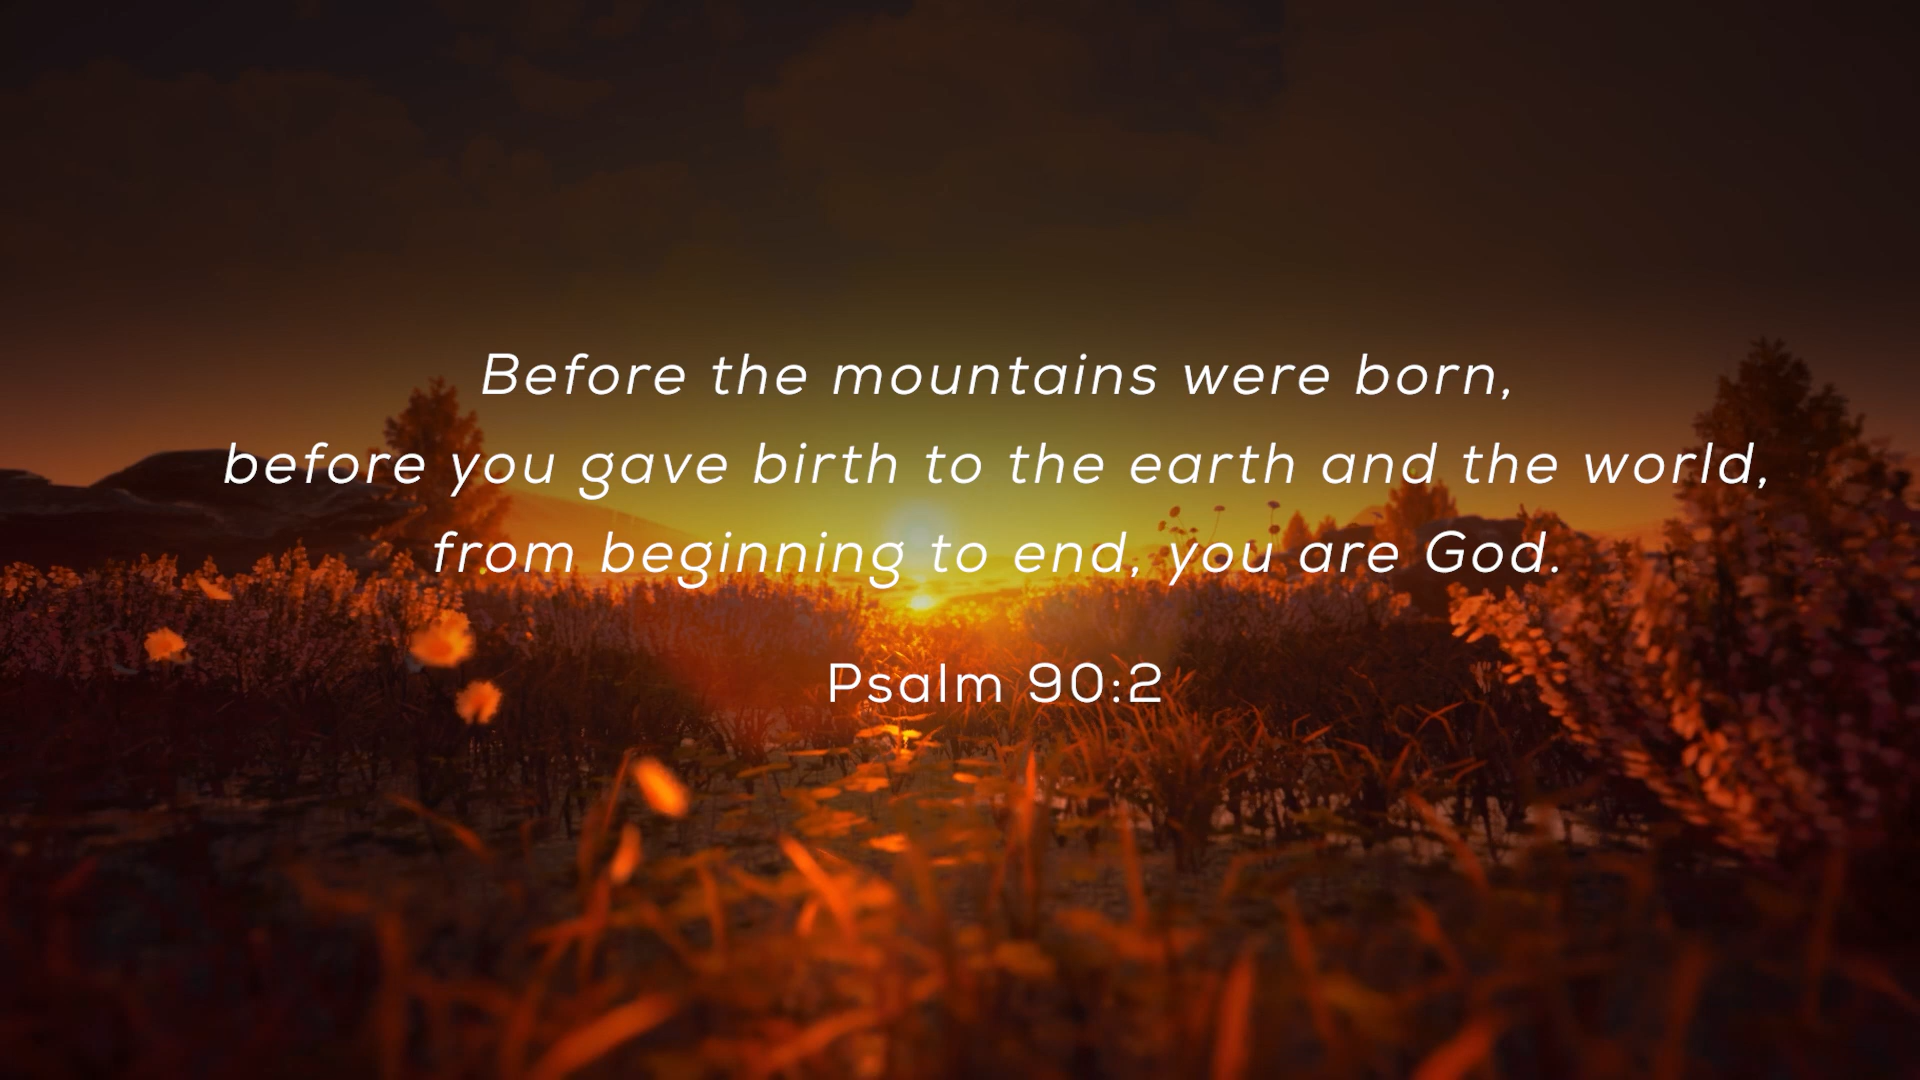 Before the mountains were born,
before you gave birth to the earth and the world,
from beginning to end, you are God.
Psalm 90:2